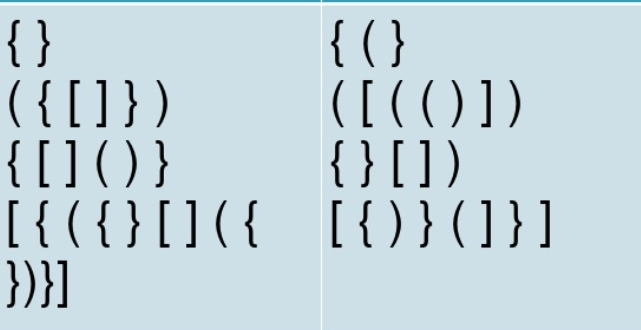 { }
( { [ ] } )
{ [ ] ( ) }
[ { ( { } [ ] ( {
})}]
{ ( }
( [ ( ( ) ] )
{ } [ ] )
[ { ) } ( ] } ]